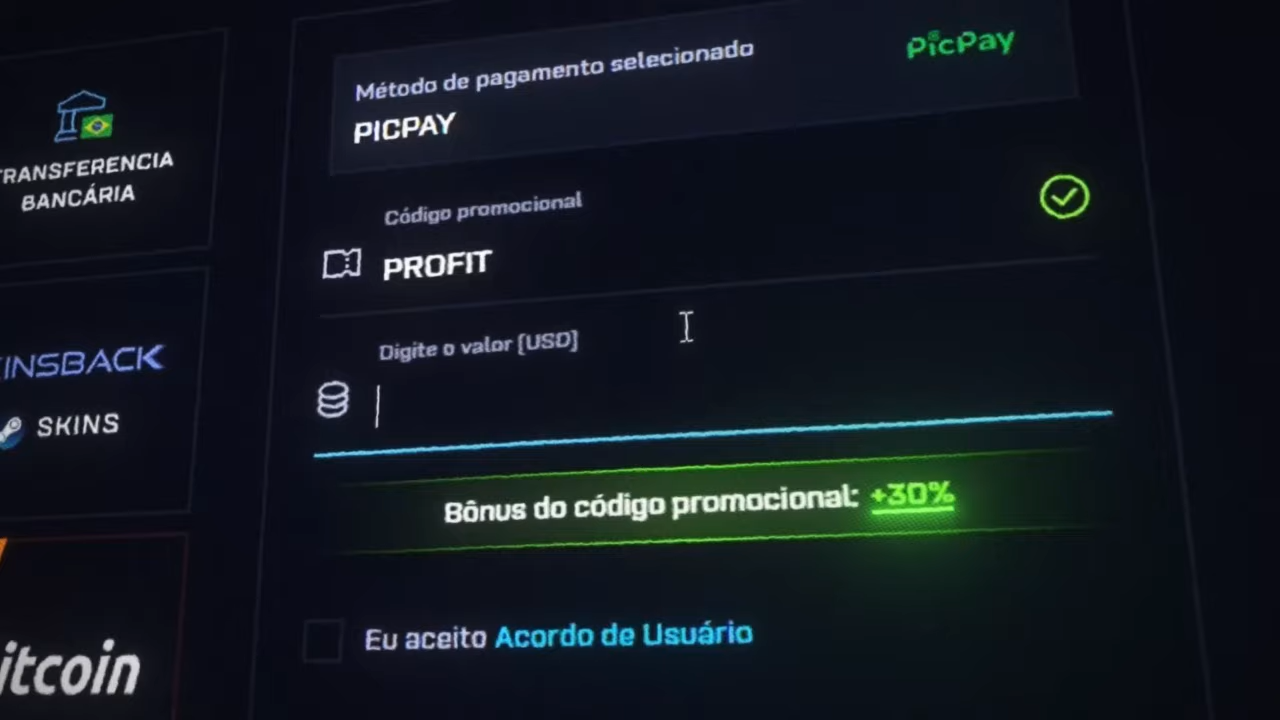 TRANSFERENCIA
BANCÁRIA
INSBACK
SKINS
itcoin
Método de pagamento selecionado
PICPAY
PicPay
Código promocional
PROFIT
Digite o valor [USD]
Bônus do código promocional: +30%
Eu aceito Acordo de Usuário